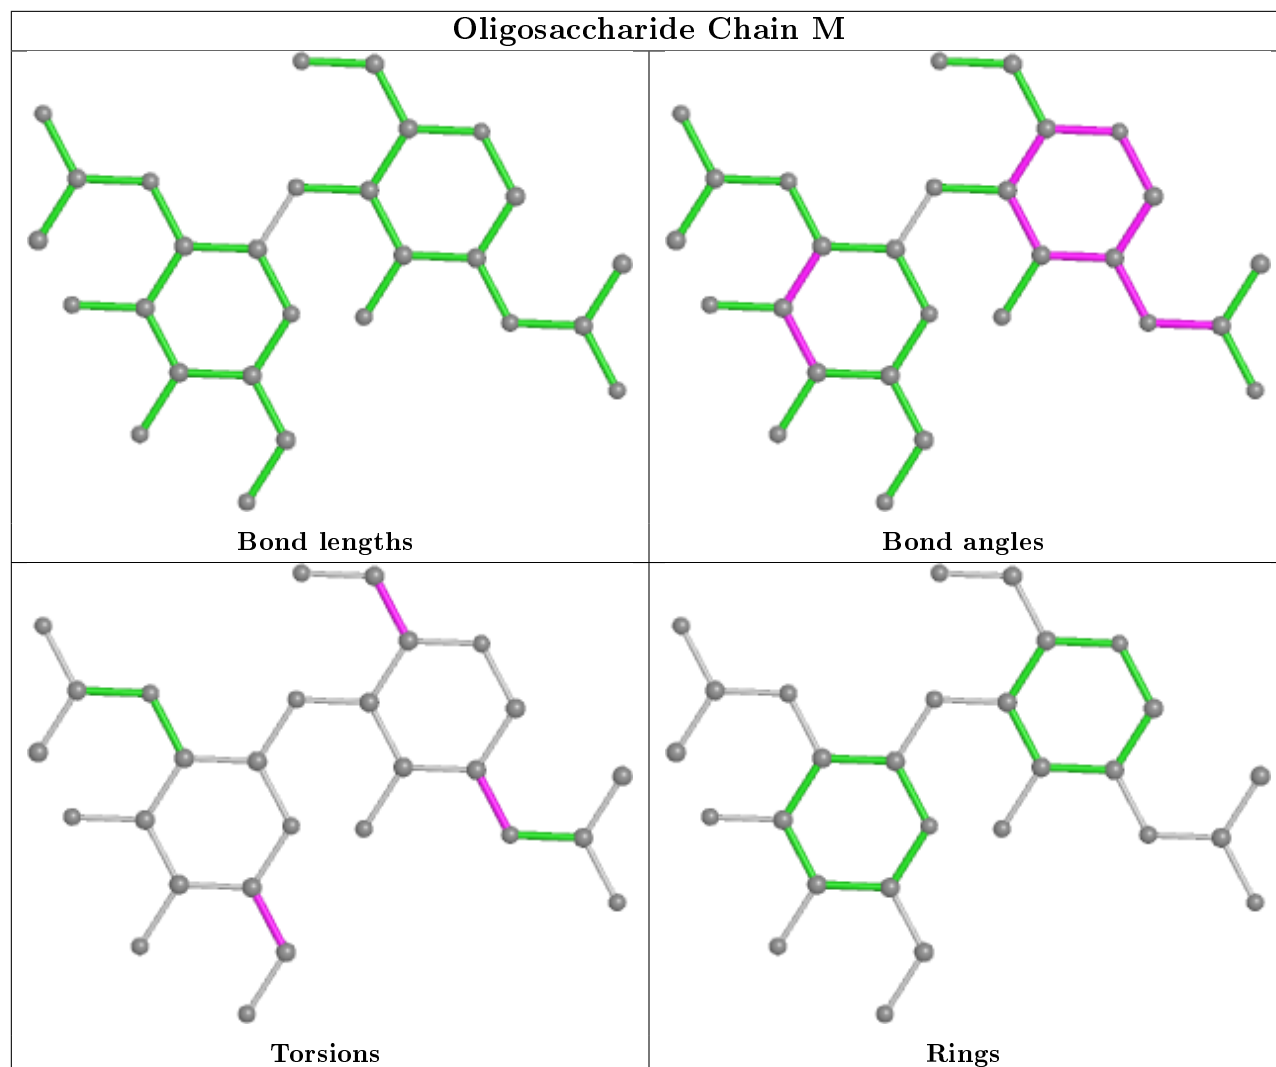 Oligosaccharide Chain M
Bond lengths
Bond angles
Torsions
Rings